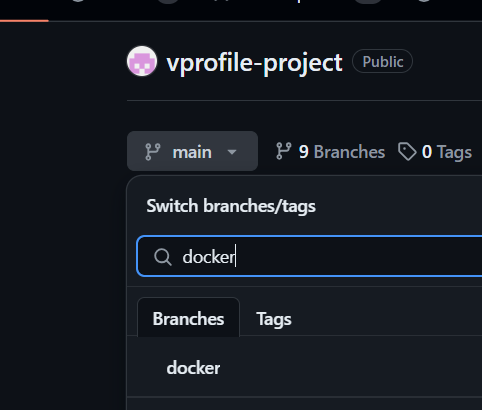 vprofile-project Public
main 9 Branches 0 Tags
Switch branches/tags
docker
Branches Tags
docker